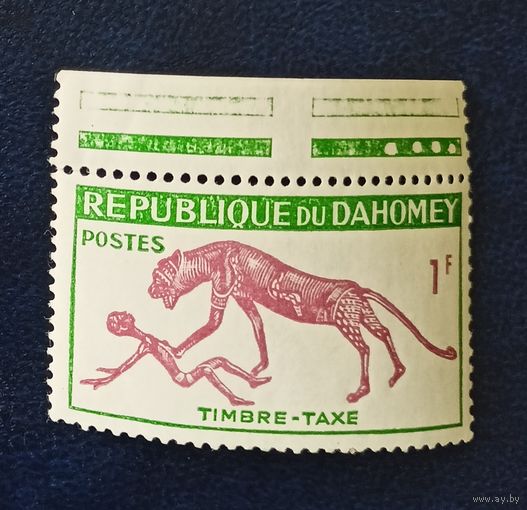 REPUBLIQUE DU DAHOMEY
POSTES
1F
TIMBRE-TAXE
www.ay.by